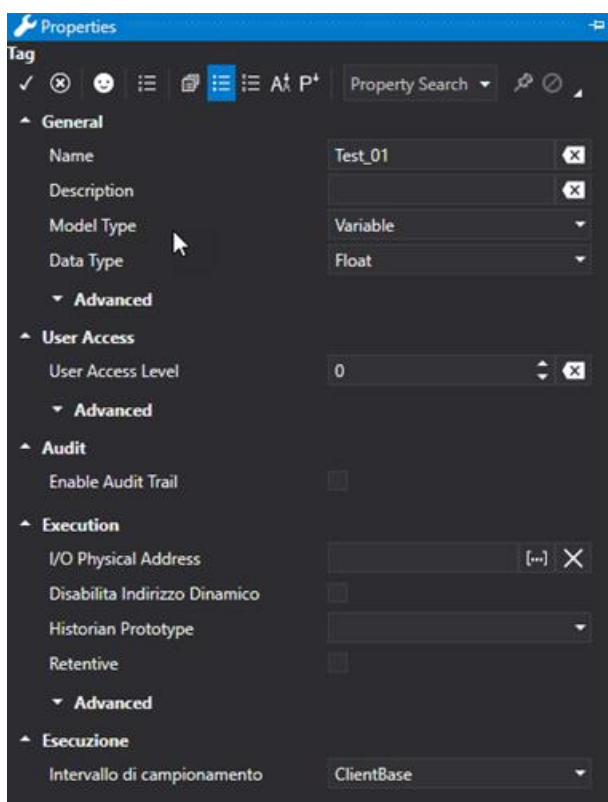 Properties
Tag
Property Search
General
Name Test_01
Description
Model Type Variable
Data Type Float
Advanced
User Access
User Access Level 0
Advanced
Audit
Enable Audit Trail
Execution
I/O Physical Address
Disabilita Indirizzo Dinamico
Historian Prototype
Retentive
Advanced
Esecuzione
Intervallo di campionamento ClientBase